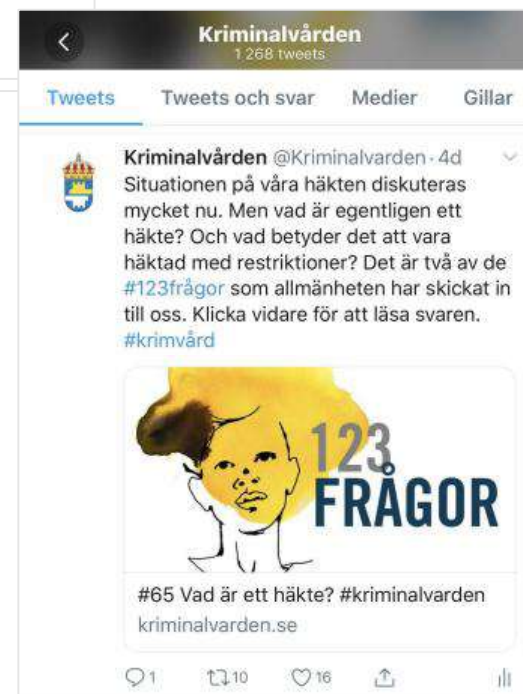 Kriminalvården
1 268 tweets
Tweets Tweets och svar Medier Gillar
Kriminalvården @Kriminalvarden · 4d
Situationen på våra häkten diskuteras
mycket nu. Men vad är egentligen ett
häkte? Och vad betyder det att vara
häktad med restriktioner? Det är två av de
#123frågor som allmänheten har skickat in
till oss. Klicka vidare för att läsa svaren.
#krimvård
123
FRÅGOR
#65 Vad är ett häkte? #kriminalvarden
kriminalvarden.se
1 10 16